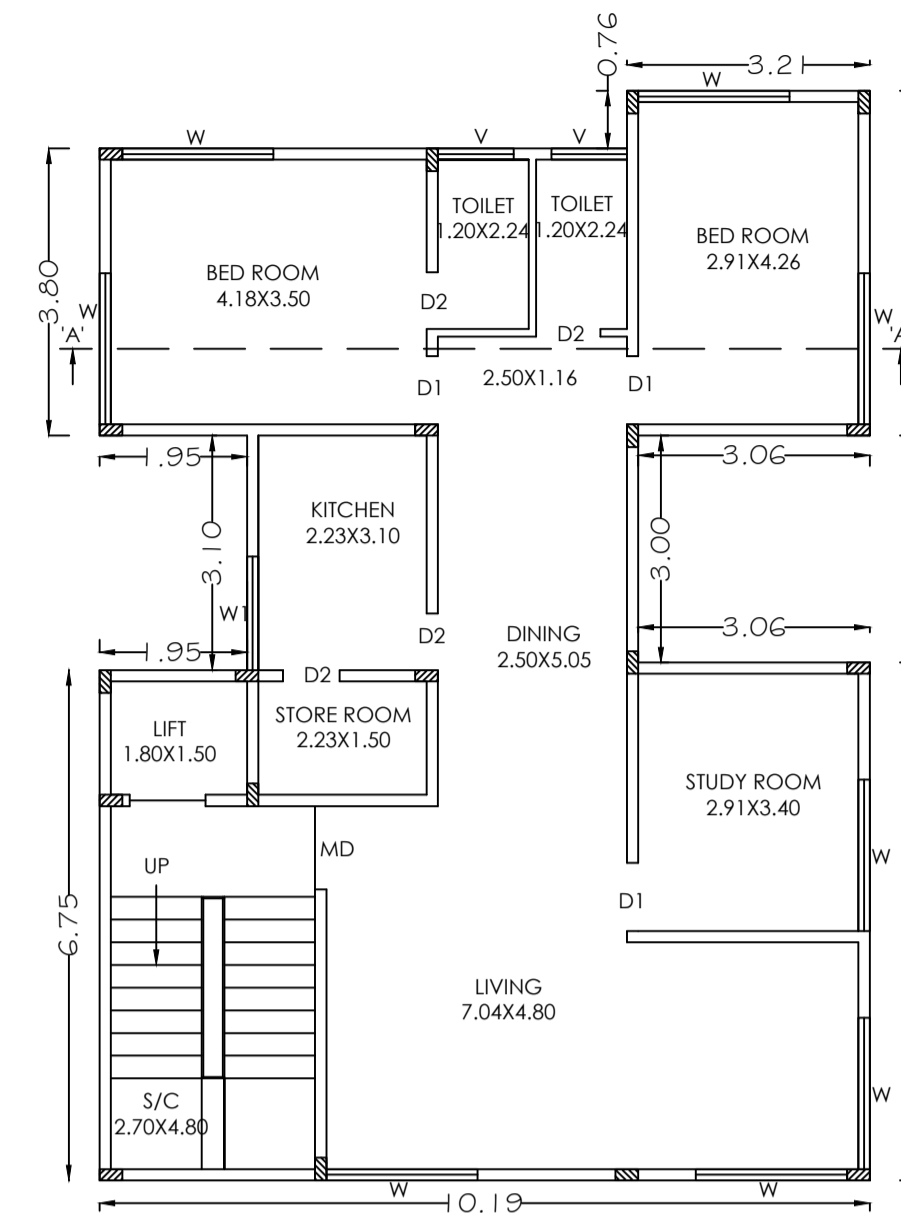 0.76
3.21
W
W
V
V
TOILET
1.20X2.24
TOILET
1.20X2.24
BED ROOM
2.91X4.26
BED ROOM
4.18X3.50
3.80
D2
W
'A'
W
'A
D2
2.50X1.16
D1
D1
1.95
3.06
KITCHEN
2.23X3.10
3.10
3.00
W1
D2
DINING
2.50X5.05
3.06
1.95
D2
STORE ROOM
2.23X1.50
LIFT
1.80X1.50
STUDY ROOM
2.91X3.40
MD
UP
W
D1
6.75
LIVING
7.04X4.80
S/C
2.70X4.80
W
W
W
10.19